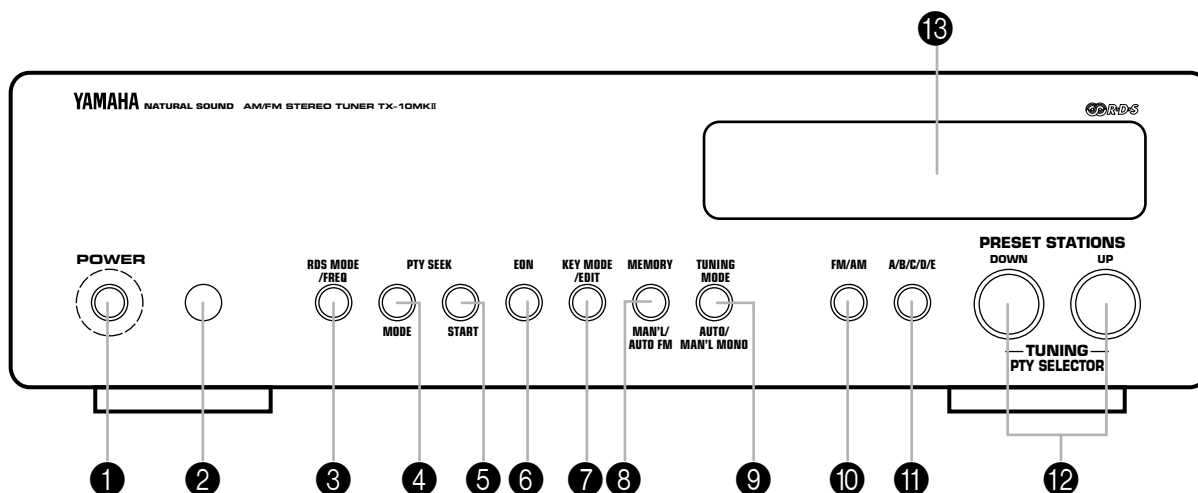 13
YAMAHA NATURAL SOUND AM/FM STEREO TUNER TX-10MKII
R·D·S
POWER
RDS MODE
/FREQ
PTY SEEK
MODE
START
EON
KEY MODE
/EDIT
MEMORY
MAN'L/
AUTO FM
TUNING
MODE
AUTO/
MAN'L MONO
FM/AM
A/B/C/D/E
PRESET STATIONS
DOWN UP
TUNING
PTY SELECTOR
1 2 3 4 5 6 7 8 9 10 11 12